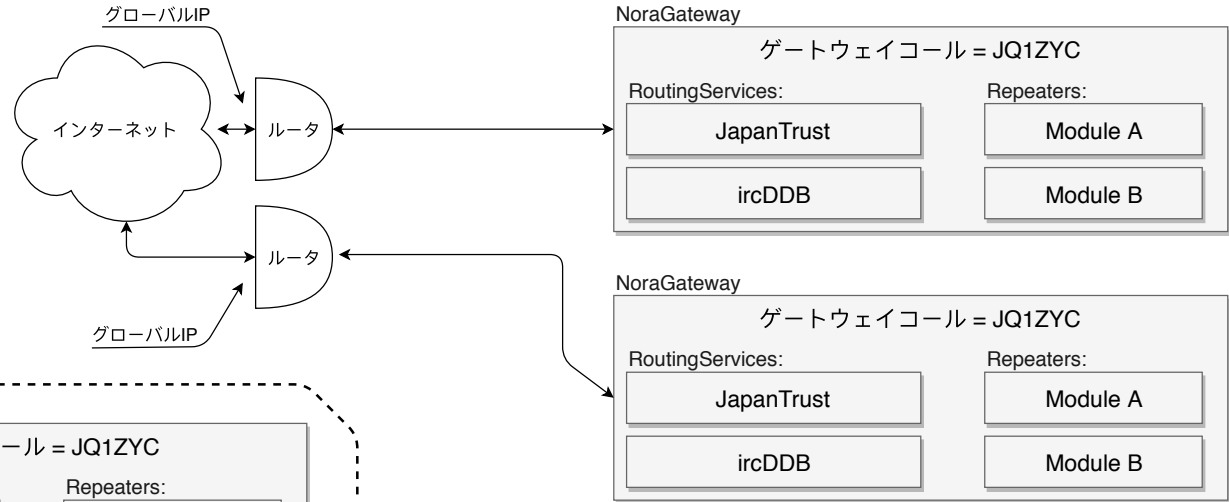 グローバルIP
インターネット
ルータ
ルータ
グローバルIP
NoraGateway
ゲートウェイコール = JQ1ZYC
RoutingServices:
Repeaters:
JapanTrust
Module A
ircDDB
Module B
NoraGateway
ゲートウェイコール = JQ1ZYC
RoutingServices:
Repeaters:
JapanTrust
Module A
ircDDB
Module B
ール = JQ1ZYC
Repeaters: